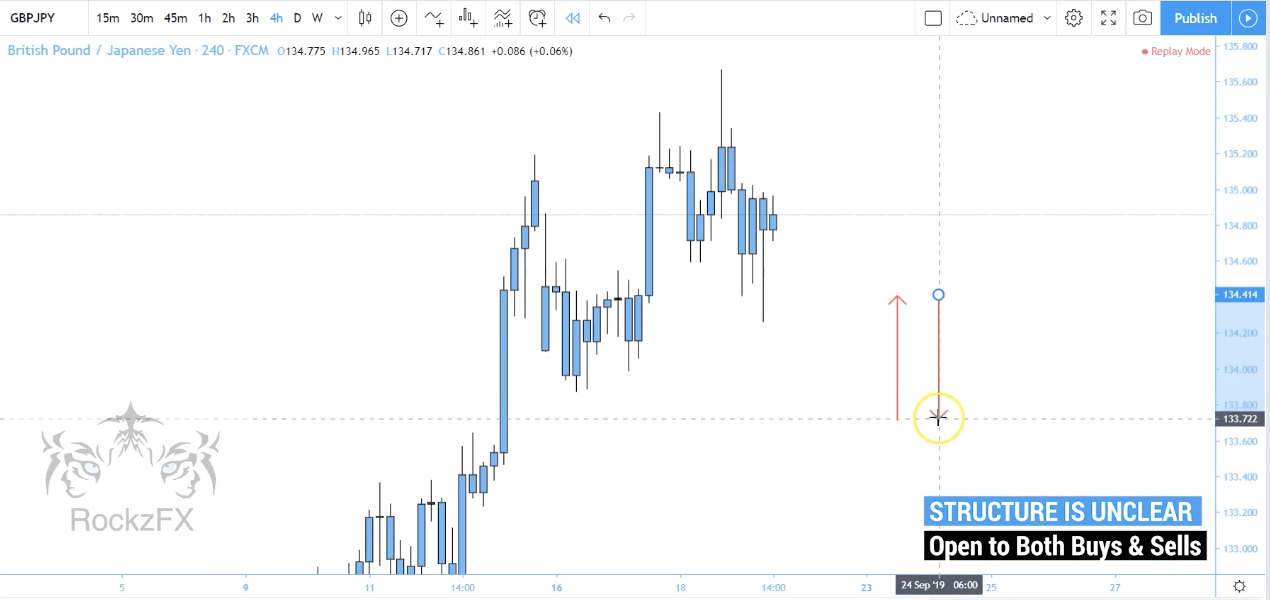 GBPJPY 15m 30m 45m 1h 2h 3h 4h D W Unnamed Publish
British Pound / Japanese Yen · 240 · FXCM O134.775 H134.965 L134.717 C134.861 +0.086 (+0.06%)
Replay Mode
135.800
135.600
135.400
135.200
135.000
134.800
134.600
134.414
134.200
134.000
133.800
133.722
133.600
133.400
133.200
133.000
RockzFX
STRUCTURE IS UNCLEAR
Open to Both Buys & Sells
5 9 11 14:00 16 18 14:00 23 24 Sep '19 06:00 25 27